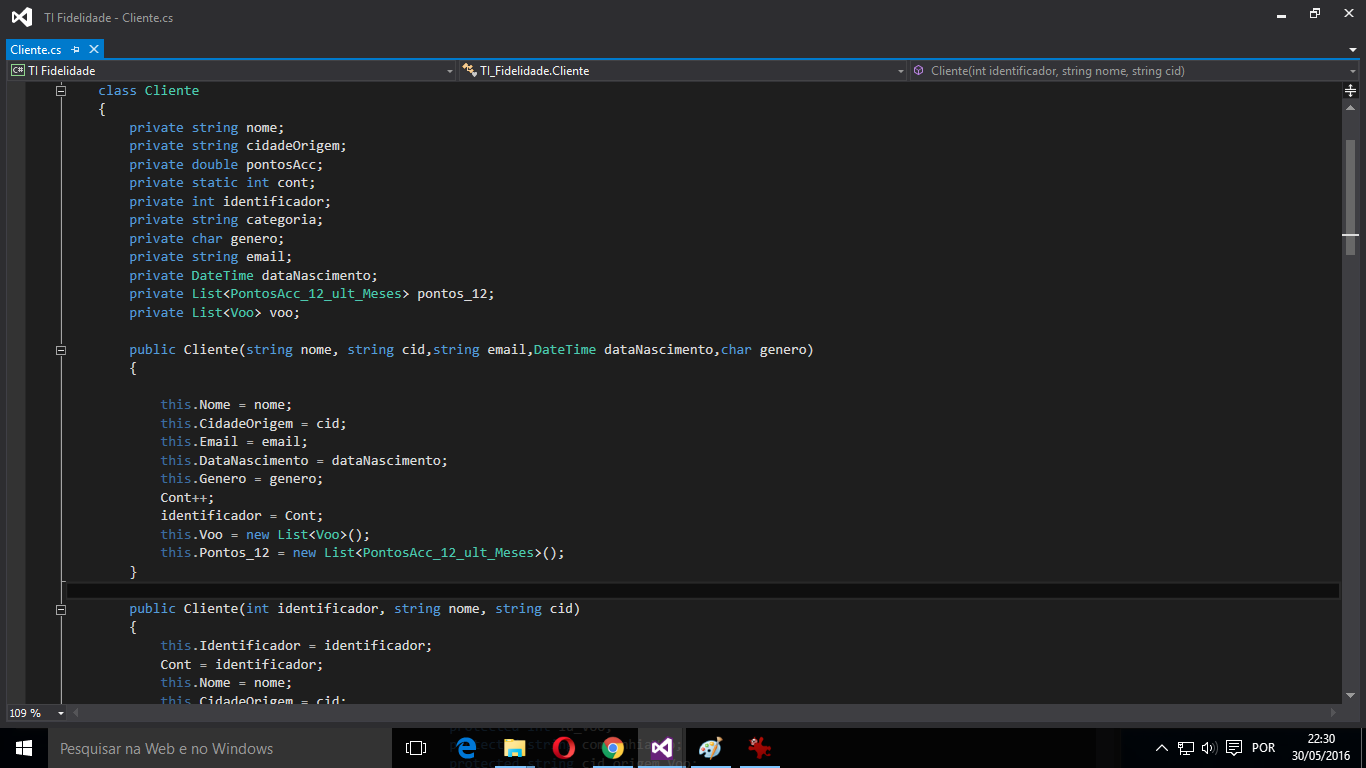 TI Fidelidade - Cliente.cs
Cliente.cs
TI Fidelidade TI_Fidelidade.Cliente Cliente(int identificador, string nome, string cid)
class Cliente
{
private string nome;
private string cidadeOrigem;
private double pontosAcc;
private static int cont;
private int identificador;
private string categoria;
private char genero;
private string email;
private DateTime dataNascimento;
private List<PontosAcc_12_ult_Meses> pontos_12;
private List<Voo> voo;
public Cliente(string nome, string cid,string email,DateTime dataNascimento,char genero)
{
this.Nome = nome;
this.CidadeOrigem = cid;
this.Email = email;
this.DataNascimento = dataNascimento;
this.Genero = genero;
Cont++;
identificador = Cont;
this.Voo = new List<Voo>();
this.Pontos_12 = new List<PontosAcc_12_ult_Meses>();
}
public Cliente(int identificador, string nome, string cid)
{
this.Identificador = identificador;
Cont = identificador;
this.Nome = nome;
this.CidadeOrigem = cid;
109 %
Pesquisar na Web e no Windows
POR
22:30
30/05/2016